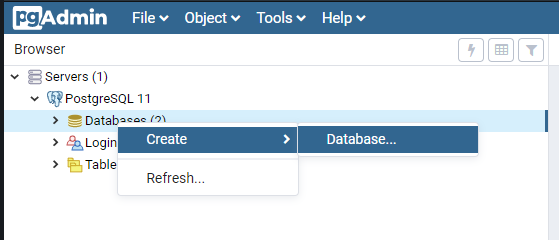 pgAdmin File Object Tools Help
Browser
Servers (1)
PostgreSQL 11
Databases (2)
Create Database...
Login
Table
Refresh...